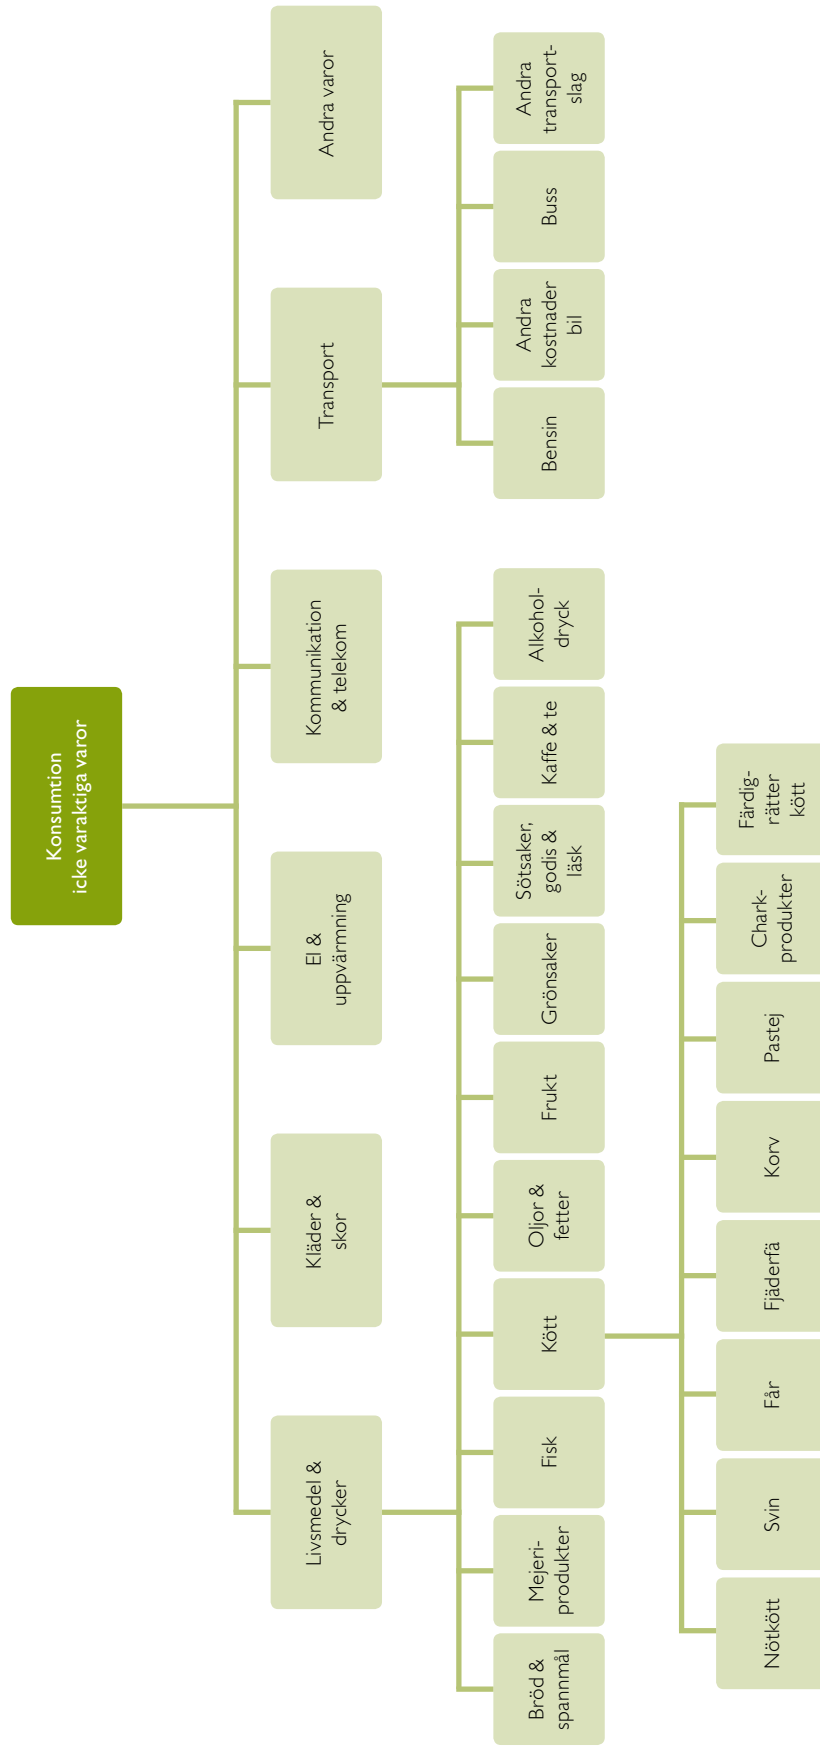 Konsumtion
icke varaktiga varor
Livsmedel &
drycker
Kläder &
skor
El &
uppvärmning
Kommunikation
& telekom
Transport
Andra varor
Bröd &
spannmål
Mejeri-
produkter
Fisk
Kött
Oljor &
fetter
Frukt
Grönsaker
Sötsaker,
godis &
läsk
Kaffe & te
Alkohol-
dryck
Bensin
Andra
kostnader
bil
Buss
Andra
transport-
slag
Nötkött
Svin
Får
Fjäderfä
Korv
Pastej
Chark-
produkter
Färdig-
rätter
kött